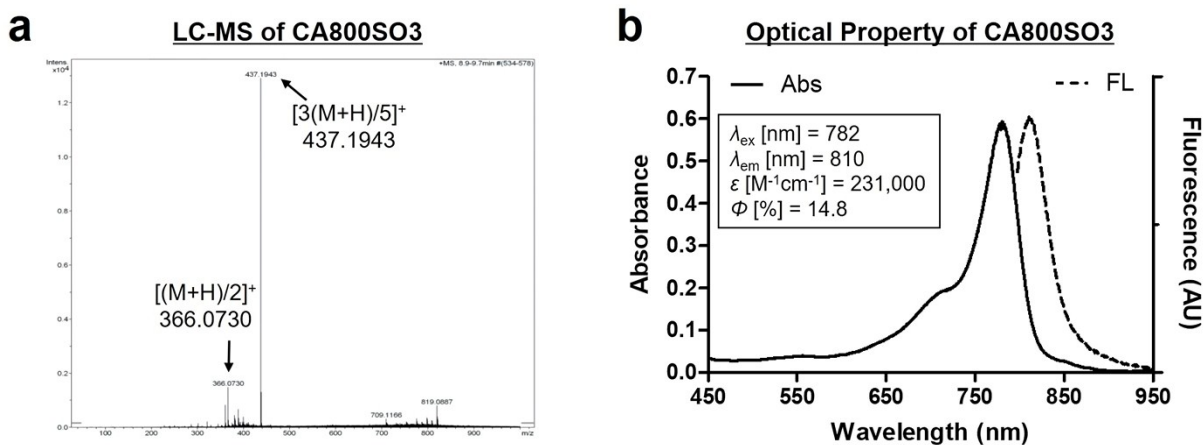 a
LC-MS of CA800SO3
Intens.
x10⁴
+MS, 8.9-9.7min #(534-578)
437.1943
[3(M+H)/5]⁺
437.1943
[(M+H)/2]⁺
366.0730
366.0730
709.1166
819.0887
1.2
1.0
0.8
0.6
0.4
0.2
0.0
100
200
300
400
500
600
700
800
900
m/z
b
Optical Property of CA800SO3
Abs
FL
λex [nm] = 782
λem [nm] = 810
ε [M⁻¹cm⁻¹] = 231,000
Φ [%] = 14.8
Absorbance
0.7
0.6
0.5
0.4
0.3
0.2
0.1
0.0
450
550
650
750
850
950
Wavelength (nm)
Fluorescence
(AU)